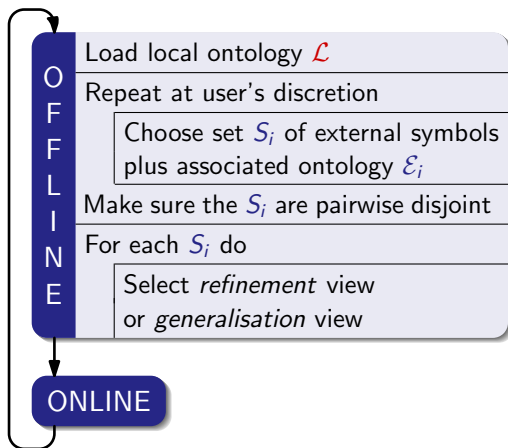 OFFLINE
Load local ontology ℒ
Repeat at user's discretion
Choose set Sᵢ of external symbols
plus associated ontology ℰᵢ
Make sure the Sᵢ are pairwise disjoint
For each Sᵢ do
Select refinement view
or generalisation view
ONLINE